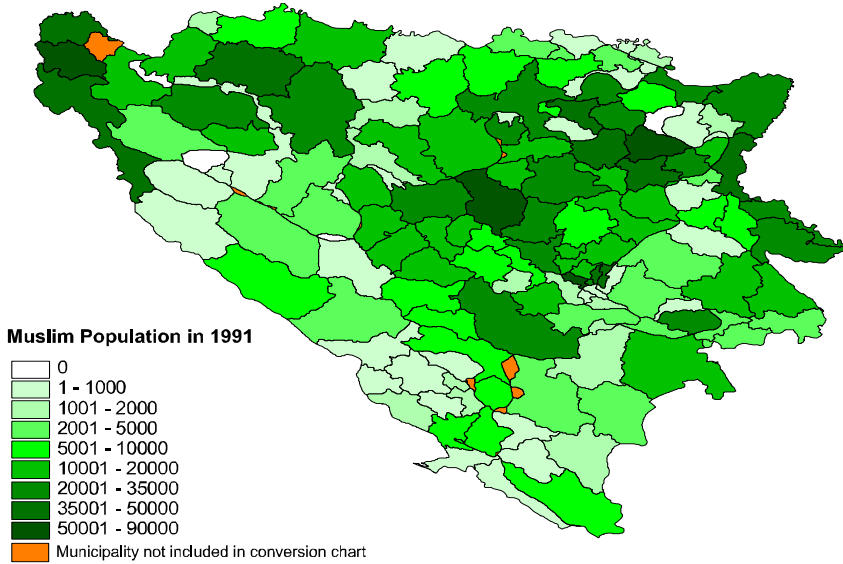 Muslim Population in 1991
0
1 - 1000
1001 - 2000
2001 - 5000
5001 - 10000
10001 - 20000
20001 - 35000
35001 - 50000
50001 - 90000
Municipality not included in conversion chart